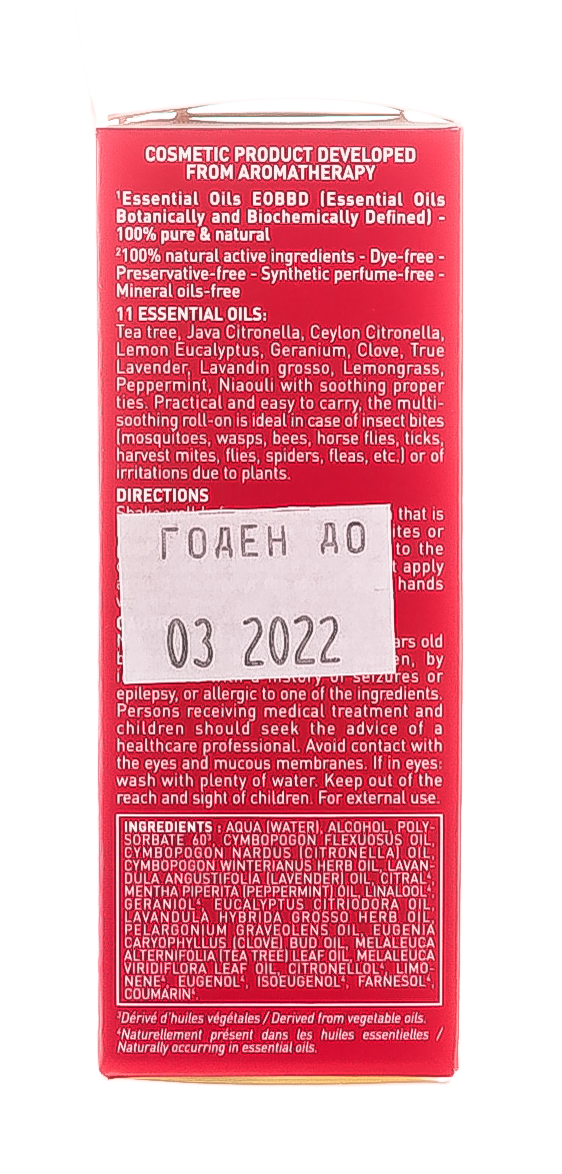 COSMETIC PRODUCT DEVELOPED
FROM AROMATHERAPY
¹Essential Oils EOBBD (Essential Oils
Botanically and Biochemically Defined) -
100% pure & natural
²100% natural active ingredients - Dye-free -
Preservative-free - Synthetic perfume-free -
Mineral oils-free
11 ESSENTIAL OILS:
Tea tree, Java Citronella, Ceylon Citronella,
Lemon Eucalyptus, Geranium, Clove, True
Lavender, Lavandin grosso, Lemongrass,
Peppermint, Niaouli with soothing proper
ties. Practical and easy to carry, the multi-
soothing roll-on is ideal in case of insect bites
(mosquitoes, wasps, bees, horse flies, ticks,
harvest mites, flies, spiders, fleas, etc.) or of
irritations due to plants.
DIRECTIONS
that is
ites or
to the
apply
hands
ГОДЕН ДО
03 2022
ars old
en, by
history of seizures or
epilepsy, or allergic to one of the ingredients.
Persons receiving medical treatment and
children should seek the advice of a
healthcare professional. Avoid contact with
the eyes and mucous membranes. If in eyes:
wash with plenty of water. Keep out of the
reach and sight of children. For external use.
INGREDIENTS : AQUA (WATER), ALCOHOL, POLY-
SORBATE 60³, CYMBOPOGON FLEXUOSUS OIL,
CYMBOPOGON NARDUS (CITRONELLA) OIL,
CYMBOPOGON WINTERIANUS HERB OIL, LAVAN-
DULA ANGUSTIFOLIA (LAVENDER) OIL, CITRAL⁴,
MENTHA PIPERITA (PEPPERMINT) OIL, LINALOOL⁴,
GERANIOL⁴, EUCALYPTUS CITRIODORA OIL,
LAVANDULA HYBRIDA GROSSO HERB OIL,
PELARGONIUM GRAVEOLENS OIL, EUGENIA
CARYOPHYLLUS (CLOVE) BUD OIL, MELALEUCA
ALTERNIFOLIA (TEA TREE) LEAF OIL, MELALEUCA
VIRIDIFLORA LEAF OIL, CITRONELLOL⁴, LIMO-
NENE⁴, EUGENOL⁴, ISOEUGENOL⁴, FARNESOL⁴,
COUMARIN⁴.
³Dérivé d'huiles végétales / Derived from vegetable oils.
⁴Naturellement présent dans les huiles essentielles /
Naturally occurring in essential oils.